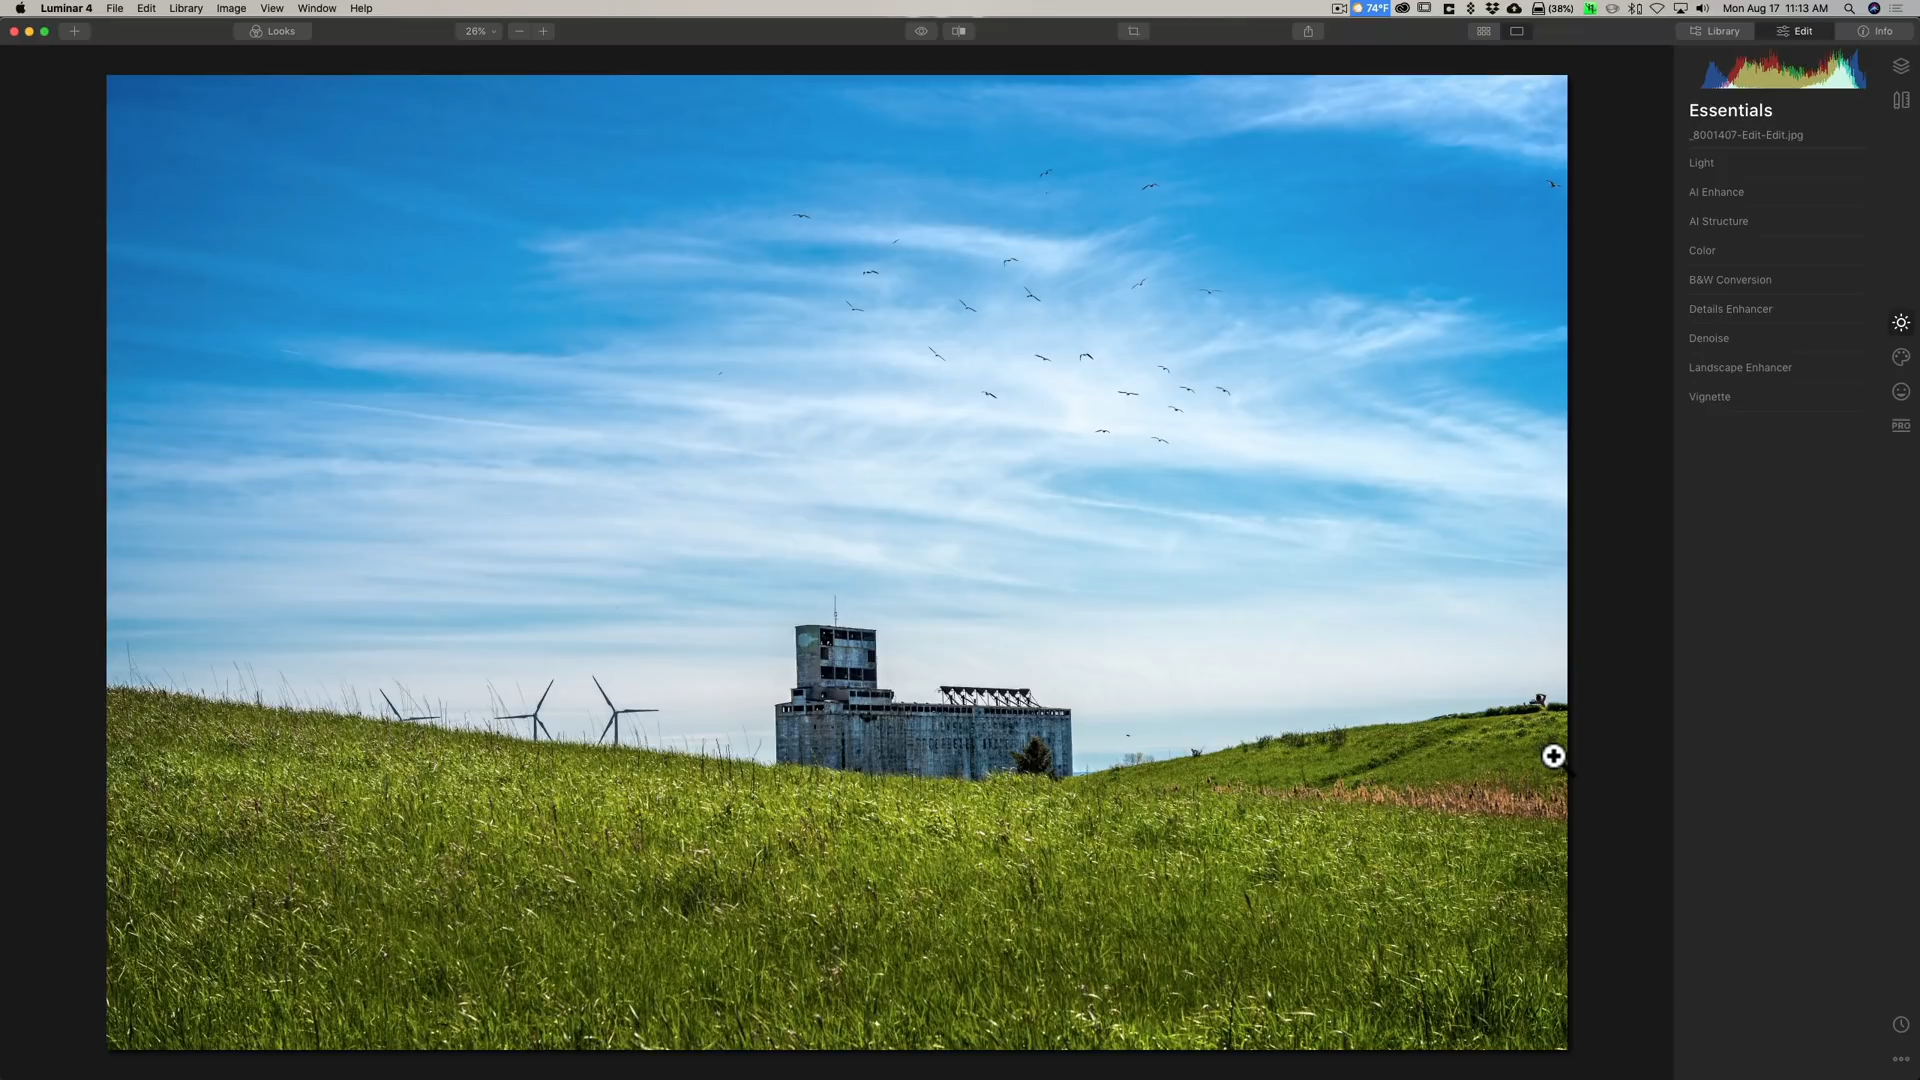 Luminar 4 File Edit Library Image View Window Help 74°F (38%) Mon Aug 17 11:13 AM
Looks 26% Library Edit Info
Essentials
_8001407-Edit-Edit.jpg
Light
AI Enhance
AI Structure
Color
B&W Conversion
Details Enhancer
Denoise
Landscape Enhancer
Vignette
PRO